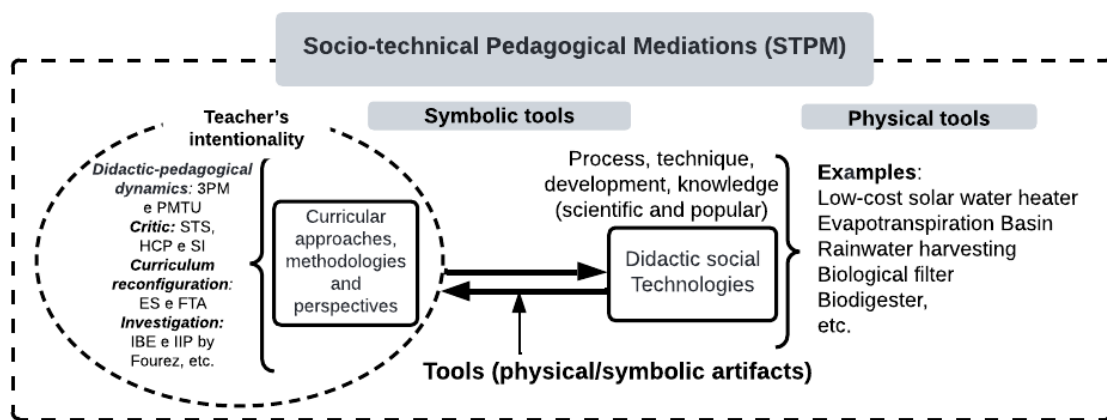 Socio-technical Pedagogical Mediations (STPM)
Teacher's
intentionality
Didactic-pedagogical
dynamics: 3PM
e PMTU
Critic: STS,
HCP e SI
Curriculum
reconfiguration:
ES e FTA
Investigation:
IBE e IIP by
Fourez, etc.
Curricular
approaches,
methodologies
and
perspectives
Symbolic tools
Process, technique,
development, knowledge
(scientific and popular)
Didactic social
Technologies
Tools (physical/symbolic artifacts)
Physical tools
Examples:
Low-cost solar water heater
Evapotranspiration Basin
Rainwater harvesting
Biological filter
Biodigester,
etc.